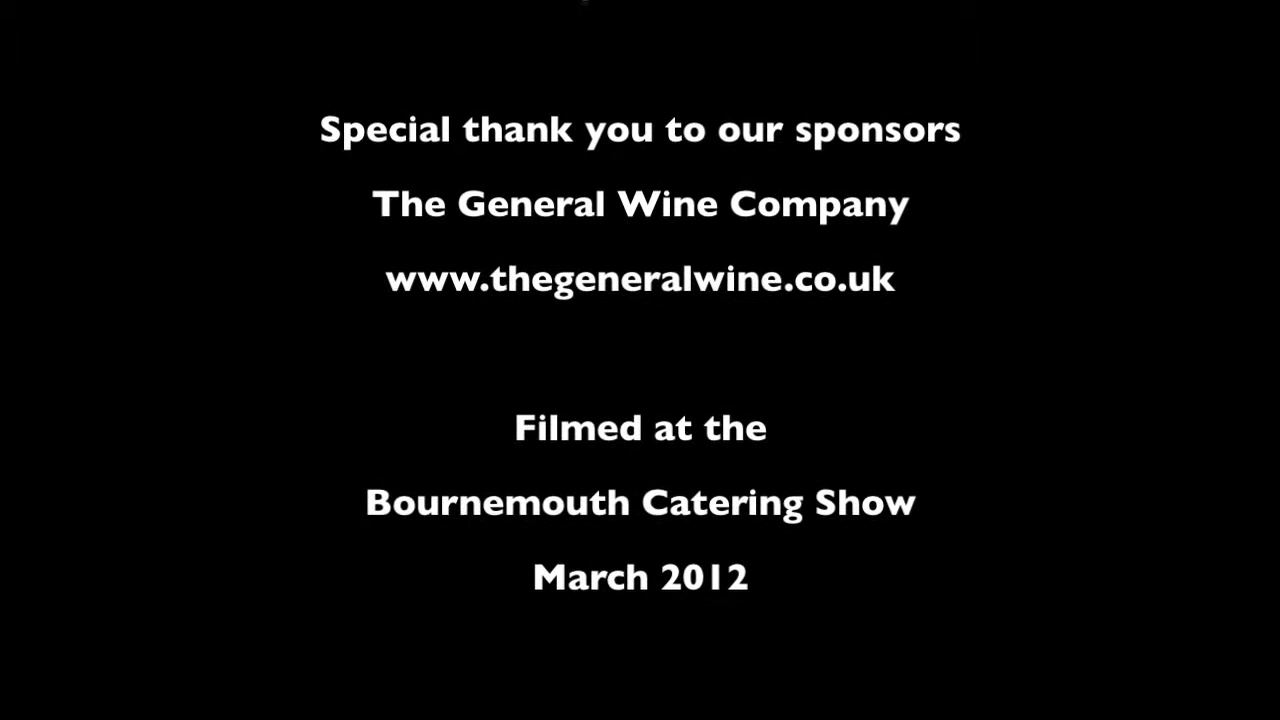 Special thank you to our sponsors
The General Wine Company
www.thegeneralwine.co.uk
Filmed at the
Bournemouth Catering Show
March 2012